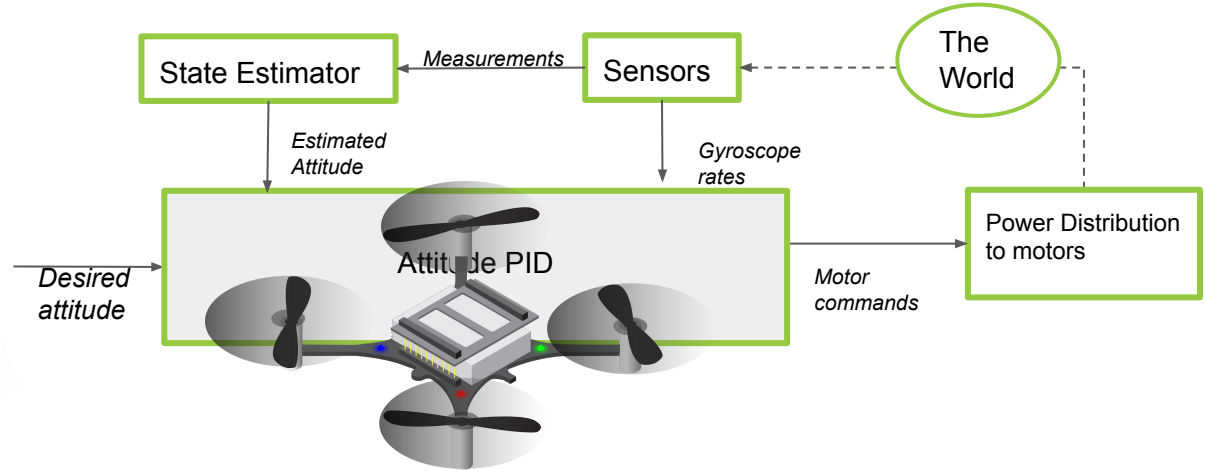 The
World
State Estimator
Measurements
Sensors
Estimated
Attitude
Gyroscope
rates
Power Distribution
to motors
Attitude PID
Desired
attitude
Motor
commands